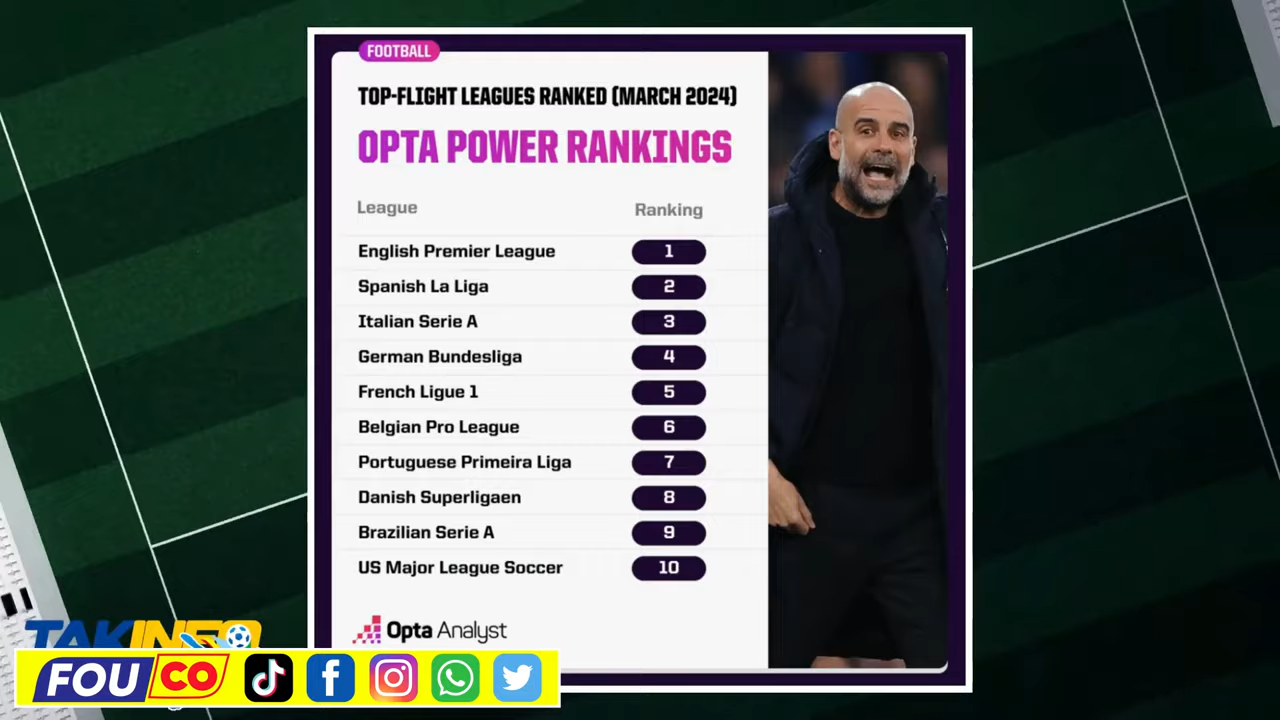 FOOTBALL
TOP-FLIGHT LEAGUES RANKED (MARCH 2024)
OPTA POWER RANKINGS
League Ranking
English Premier League 1
Spanish La Liga 2
Italian Serie A 3
German Bundesliga 4
French Ligue 1 5
Belgian Pro League 6
Portuguese Primeira Liga 7
Danish Superligaen 8
Brazilian Serie A 9
US Major League Soccer 10
Opta Analyst
TAKINFO
FOU CO